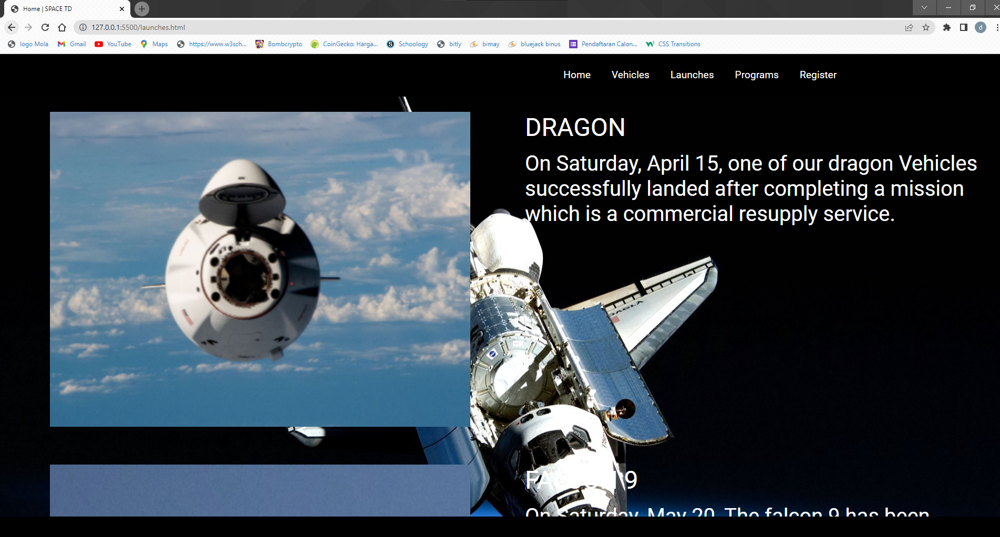 Home | SPACE TD
127.0.0.1:5500/launches.html
d
logo Mola Gmail YouTube Maps https://www.w3sch... Bombcrypto CoinGecko: Harga... Schoology bitly bimay bluejack binus Pendaftaran Calon... CSS Transitions
Home Vehicles Launches Programs Register
DRAGON
On Saturday, April 15, one of our dragon Vehicles
successfully landed after completing a mission
which is a commercial resupply service.
FALCON 9
On Saturday, May 20, The falcon 9 has been